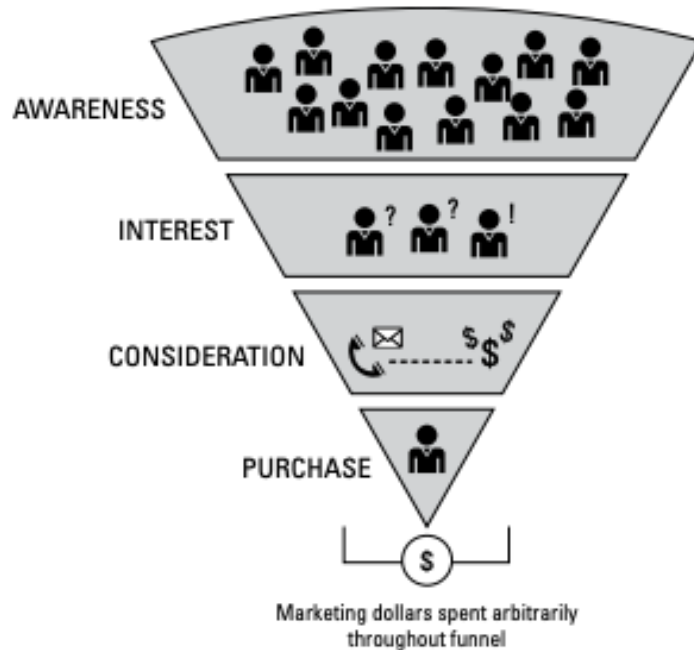 AWARENESS
INTEREST
? ? !
CONSIDERATION
$ $ $
PURCHASE
$
Marketing dollars spent arbitrarily
throughout funnel